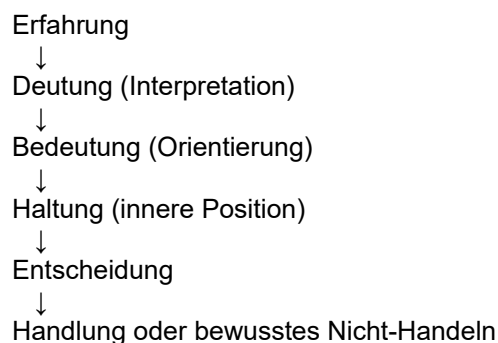 Erfahrung
↓
Deutung (Interpretation)
↓
Bedeutung (Orientierung)
↓
Haltung (innere Position)
↓
Entscheidung
↓
Handlung oder bewusstes Nicht-Handeln